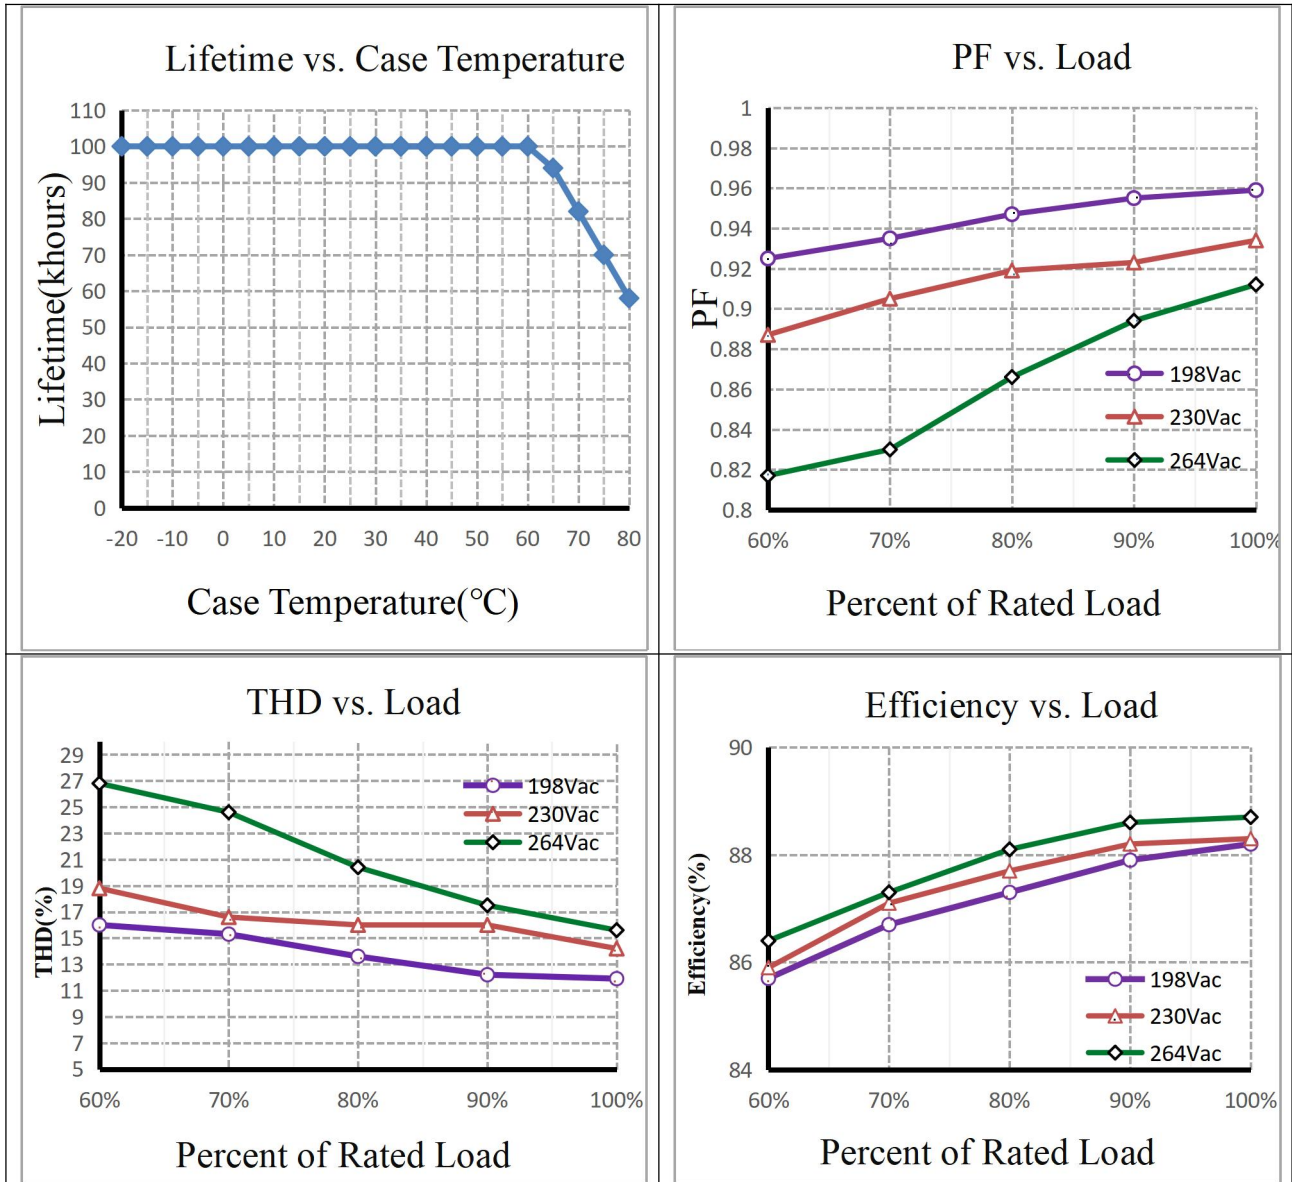 Lifetime vs. Case Temperature
110
100
90
80
70
60
50
40
30
20
10
0
Lifetime(khours)
-20 -10 0 10 20 30 40 50 60 70 80
Case Temperature(℃)
PF vs. Load
1
0.98
0.96
0.94
0.92
0.9
0.88
0.86
0.84
0.82
0.8
PF
198Vac
230Vac
264Vac
60% 70% 80% 90% 100%
Percent of Rated Load
THD vs. Load
29
27
25
23
21
19
17
15
13
11
9
7
5
THD(%)
198Vac
230Vac
264Vac
60% 70% 80% 90% 100%
Percent of Rated Load
Efficiency vs. Load
90
88
86
84
Efficiency(%)
198Vac
230Vac
264Vac
60% 70% 80% 90% 100%
Percent of Rated Load